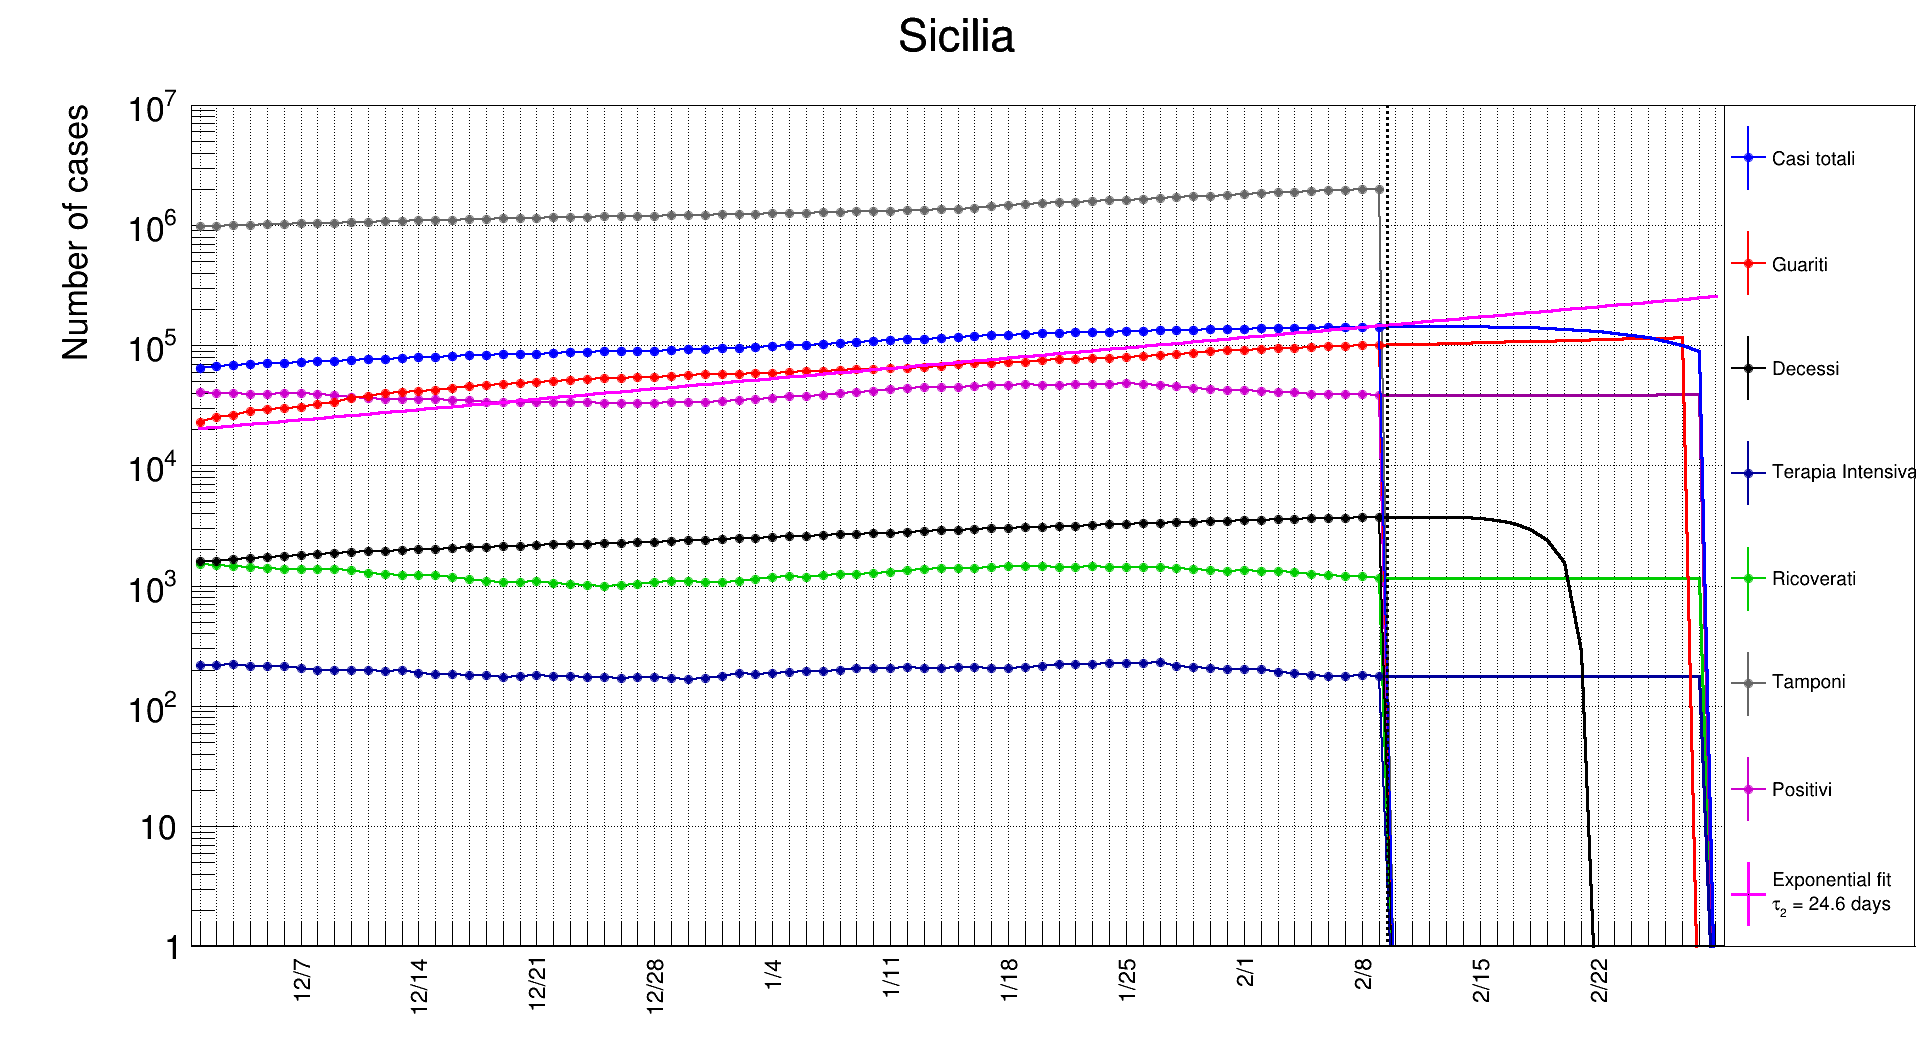 Sicilia
Number of cases
10^7
10^6
10^5
10^4
10^3
10^2
10
1
12/7
12/14
12/21
12/28
1/4
1/11
1/18
1/25
2/1
2/8
2/15
2/22
Casi totali
Guariti
Decessi
Terapia Intensiva
Ricoverati
Tamponi
Positivi
Exponential fit
τ_2 = 24.6 days